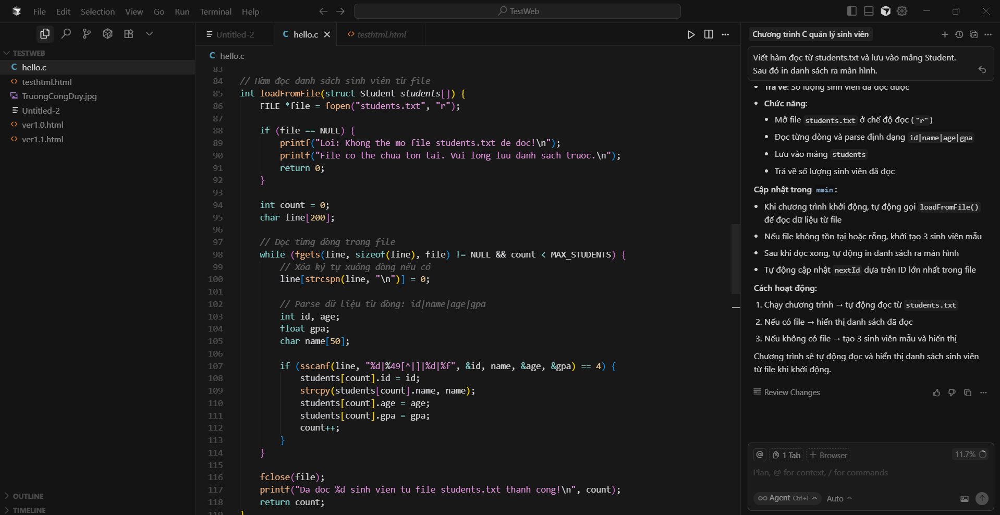 File Edit Selection View Go Run Terminal Help
TestWeb
TESTWEB
hello.c
testhtml.html
TruongCongDuy.jpg
Untitled-2
ver1.0.html
ver1.1.html
OUTLINE
TIMELINE
Untitled-2
C hello.c
testhtml.html
C hello.c
83
84 // Hàm đọc danh sách sinh viên từ file
85 int loadFromFile(struct Student students[]) {
86 FILE *file = fopen("students.txt", "r");
87
88 if (file == NULL) {
89 printf("Loi: Khong the mo file students.txt de doc!\n");
90 printf("File co the chua ton tai. Vui long luu danh sach truoc.\n");
91 return 0;
92 }
93
94 int count = 0;
95 char line[200];
96
97 // Đọc từng dòng trong file
98 while (fgets(line, sizeof(line), file) != NULL && count < MAX_STUDENTS) {
99 // Xóa ký tự xuống dòng nếu có
100 line[strcspn(line, "\n")] = 0;
101
102 // Parse dữ liệu từ dòng: id|name|age|gpa
103 int id, age;
104 float gpa;
105 char name[50];
106
107 if (sscanf(line, "%d|%49[^|]|%d|%f", &id, name, &age, &gpa) == 4) {
108 students[count].id = id;
109 strcpy(students[count].name, name);
110 students[count].age = age;
111 students[count].gpa = gpa;
112 count++;
113 }
114 }
115
116 fclose(file);
117 printf("Da doc %d sinh vien tu file students.txt thanh cong!\n", count);
118 return count;
119 }
Chương trình C quản lý sinh viên
Viết hàm đọc từ students.txt và lưu vào mảng Student.
Sau đó in danh sách ra màn hình.
• Trả về: Số lượng sinh viên đã đọc được
• Chức năng:
• Mở file students.txt ở chế độ đọc ("r")
• Đọc từng dòng và parse định dạng id|name|age|gpa
• Lưu vào mảng students
• Trả về số lượng sinh viên đã đọc
Cập nhật trong main:
• Khi chương trình khởi động, tự động gọi loadFromFile()
để đọc dữ liệu từ file
• Nếu file không tồn tại hoặc rỗng, khởi tạo 3 sinh viên mẫu
• Sau khi đọc xong, tự động in danh sách ra màn hình
• Tự động cập nhật nextId dựa trên ID lớn nhất trong file
Cách hoạt động:
1. Chạy chương trình → tự động đọc từ students.txt
2. Nếu có file → hiển thị danh sách đã đọc
3. Nếu không có file → tạo 3 sinh viên mẫu và hiển thị
Chương trình sẽ tự động đọc và hiển thị danh sách sinh viên
từ file khi khởi động.
Review Changes
@ 1 Tab + Browser 11.7%
Plan, @ for context, / for commands
Agent Ctrl+I Auto